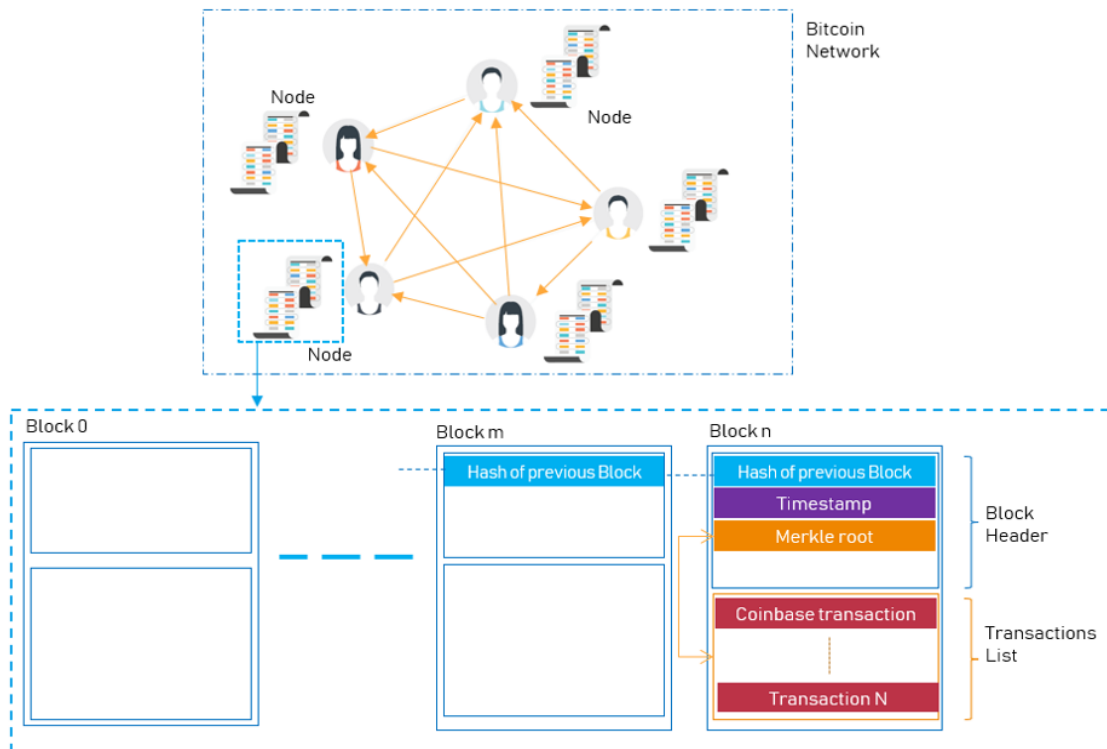 Bitcoin
Network
Node
Node
Node
Block 0
Block m
Block n
Hash of previous Block
Hash of previous Block
Timestamp
Merkle root
Block
Header
Coinbase transaction
Transactions
List
Transaction N